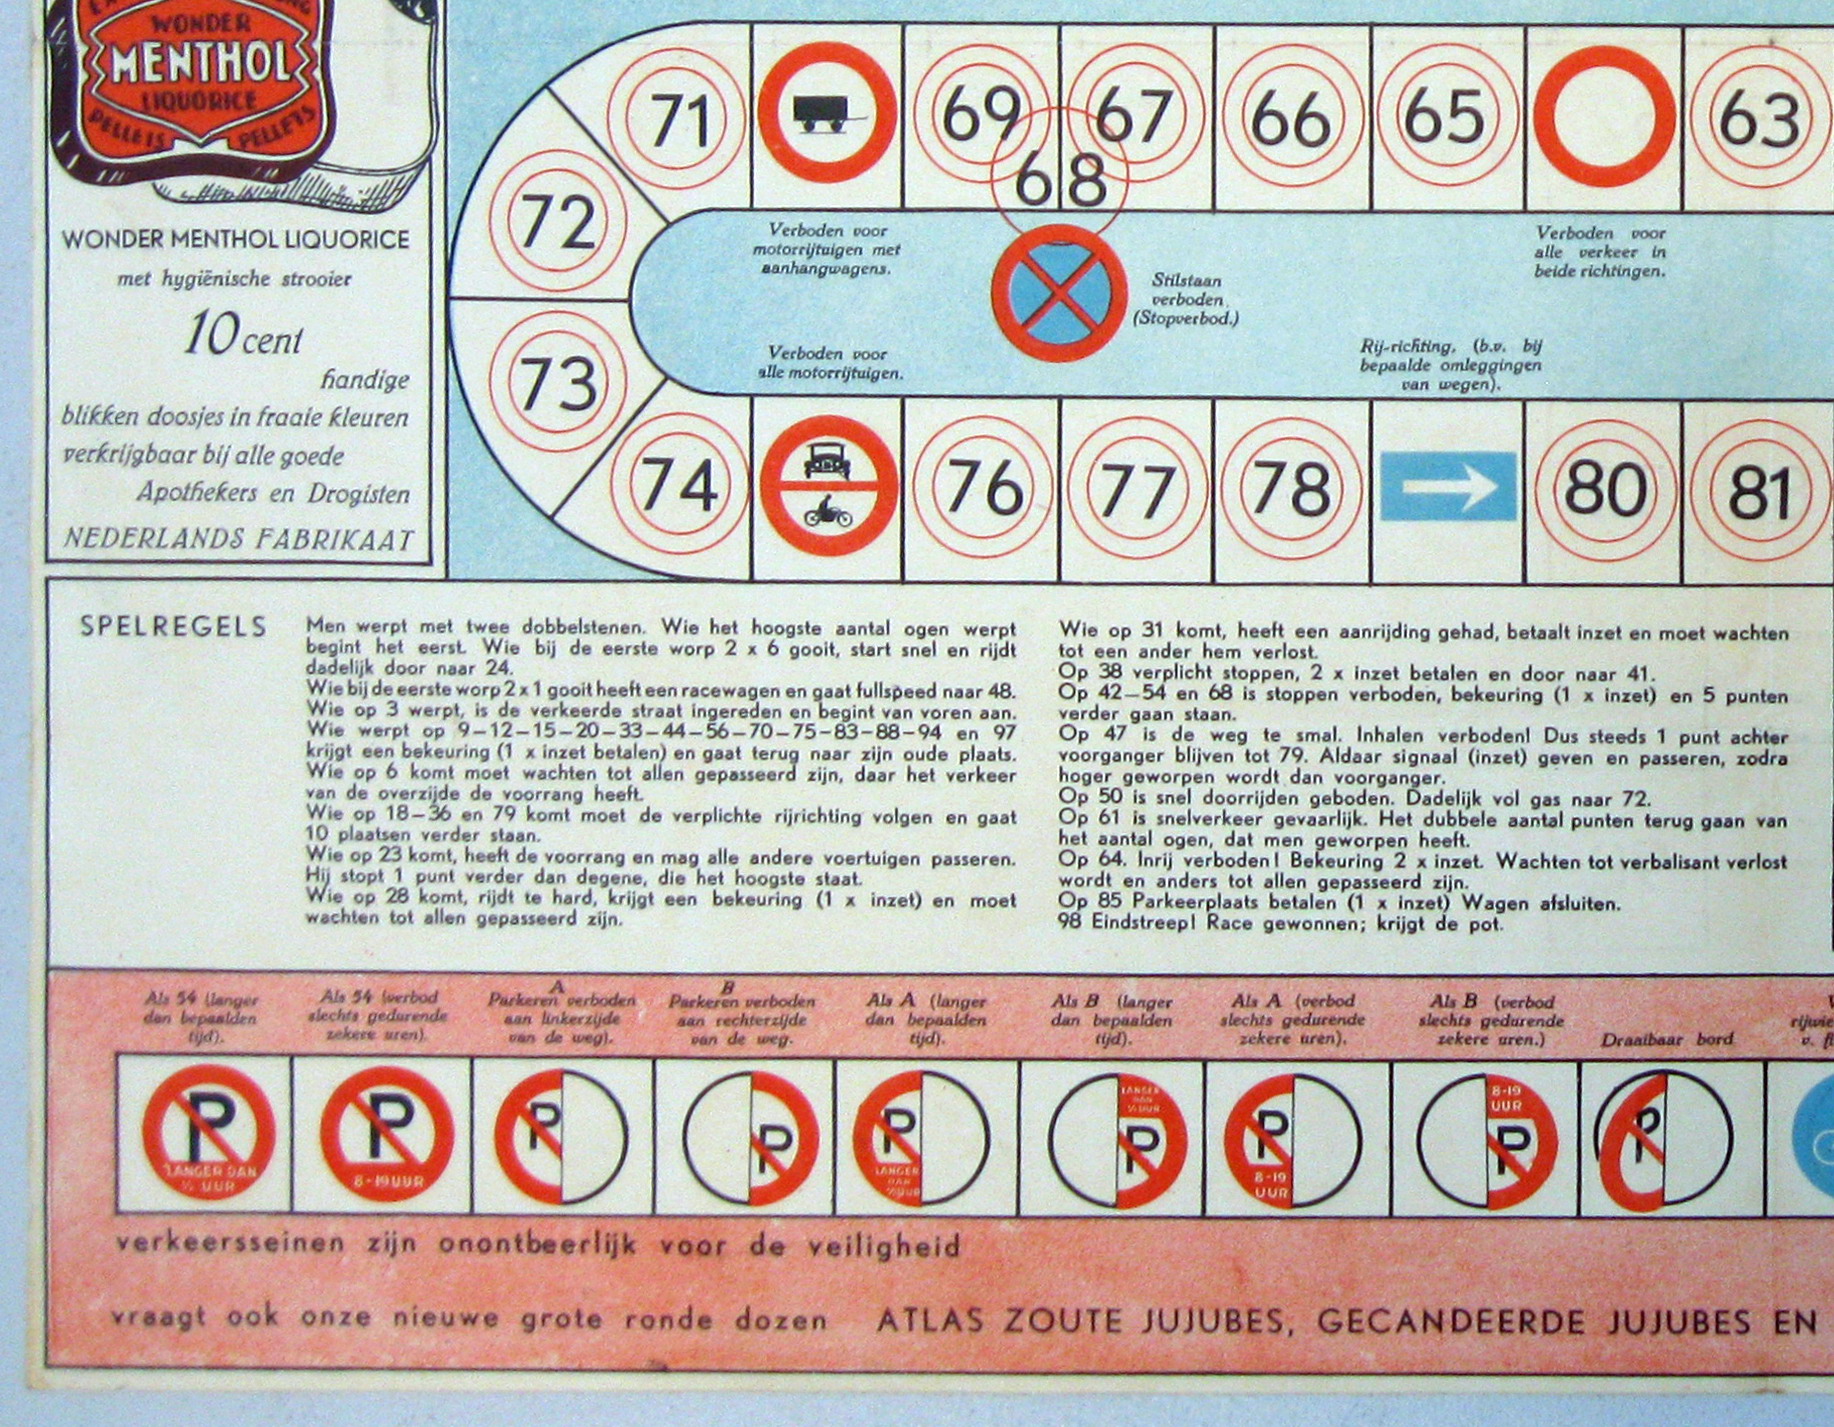 WONDER
MENTHOL
LIQUORICE
PELLETS PELLETS
WONDER MENTHOL LIQUORICE
met hygiënische strooier
10 cent
handige
blikken doosjes in fraaie kleuren
verkrijgbaar bij alle goede
Apothekers en Drogisten
NEDERLANDS FABRIKAAT
71
69
67
66
65
63
68
72
73
74
76
77
78
80
81
Verboden voor
motorrijtuigen met
aanhangwagens.
Stilstaan
verboden
(Stopverbod.)
Verboden voor
alle verkeer in
beide richtingen.
Verboden voor
alle motorrijtuigen.
Rij-richting. (b.v. bij
bepaalde omleggingen
van wegen).
SPELREGELS
Men werpt met twee dobbelstenen. Wie het hoogste aantal ogen werpt
begint het eerst. Wie bij de eerste worp 2 x 6 gooit, start snel en rijdt
dadelijk door naar 24.
Wie bij de eerste worp 2 x 1 gooit heeft een racewagen en gaat fullspeed naar 48.
Wie op 3 werpt, is de verkeerde straat ingereden en begint van voren aan.
Wie werpt op 9–12–15–20–33–44–56–70–75–83–88–94 en 97
krijgt een bekeuring (1 x inzet betalen) en gaat terug naar zijn oude plaats.
Wie op 6 komt moet wachten tot allen gepasseerd zijn, daar het verkeer
van de overzijde de voorrang heeft.
Wie op 18–36 en 79 komt moet de verplichte rijrichting volgen en gaat
10 plaatsen verder staan.
Wie op 23 komt, heeft de voorrang en mag alle andere voertuigen passeren.
Hij stopt 1 punt verder dan degene, die het hoogste staat.
Wie op 28 komt, rijdt te hard, krijgt een bekeuring (1 x inzet) en moet
wachten tot allen gepasseerd zijn.
Wie op 31 komt, heeft een aanrijding gehad, betaalt inzet en moet wachten
tot een ander hem verlost.
Op 38 verplicht stoppen, 2 x inzet betalen en door naar 41.
Op 42–54 en 68 is stoppen verboden, bekeuring (1 x inzet) en 5 punten
verder gaan staan.
Op 47 is de weg te smal. Inhalen verboden! Dus steeds 1 punt achter
voorganger blijven tot 79. Aldaar signaal (inzet) geven en passeren, zodra
hoger geworpen wordt dan voorganger.
Op 50 is snel doorrijden geboden. Dadelijk vol gas naar 72.
Op 61 is snelverkeer gevaarlijk. Het dubbele aantal punten terug gaan van
het aantal ogen, dat men geworpen heeft.
Op 64. Inrij verboden! Bekeuring 2 x inzet. Wachten tot verbalisant verlost
wordt en anders tot allen gepasseerd zijn.
Op 85 Parkeerplaats betalen (1 x inzet) Wagen afsluiten.
98 Eindstreep! Race gewonnen; krijgt de pot.
Als 54 (langer
dan bepaalden
tijd).
Als 54 (verbod
slechts gedurende
zekere uren).
A
Parkeren verboden
aan linkerzijde
van de weg).
B
Parkeren verboden
aan rechterzijde
van de weg.
Als A (langer
dan bepaalden
tijd).
Als B (langer
dan bepaalden
tijd).
Als A (verbod
slechts gedurende
zekere uren).
Als B (verbod
slechts gedurende
zekere uren.)
Draaibaar bord
P
LANGER DAN
½ UUR
P
8-19 UUR
P
P
P
LANGER
DAN
½ UUR
LANGER
DAN
½ UUR
P
P
8-19
UUR
8-19
UUR
P
P
verkeersseinen zijn onontbeerlijk voor de veiligheid
vraagt ook onze nieuwe grote ronde dozen ATLAS ZOUTE JUJUBES, GECANDEERDE JUJUBES EN